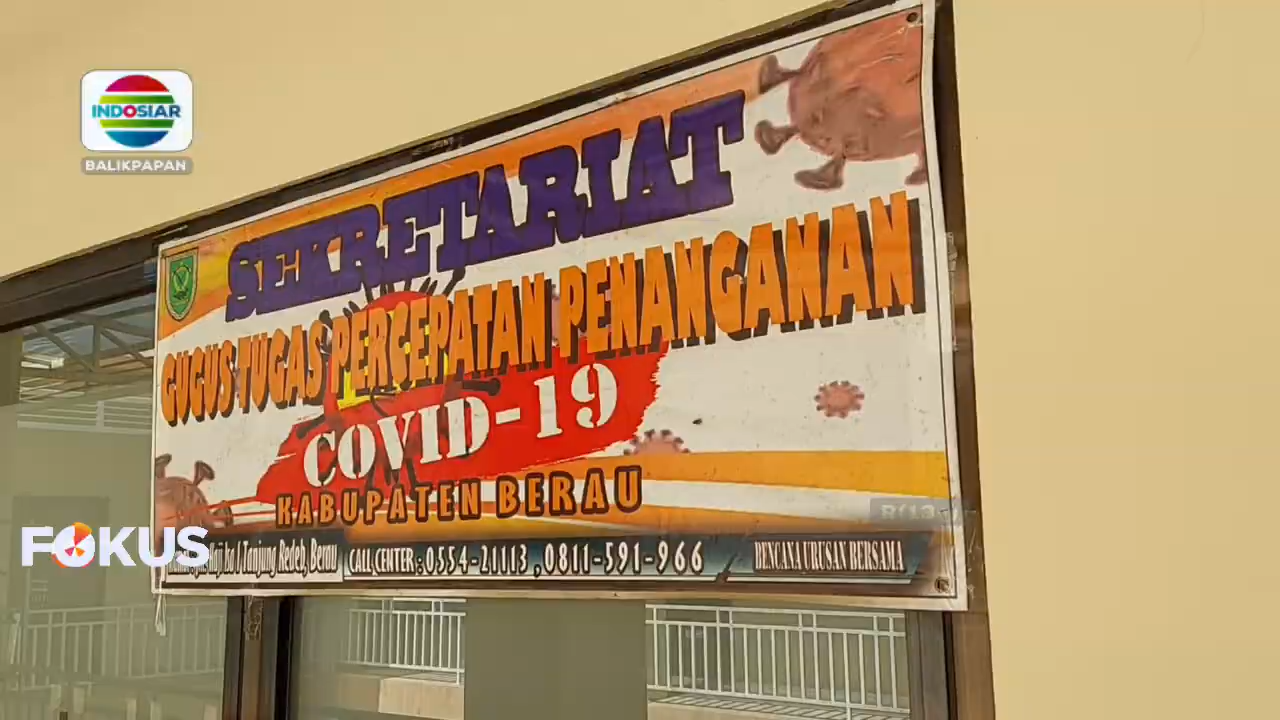 INDOSIAR
BALIKPAPAN
SEKRETARIAT
GUGUS TUGAS PERCEPATAN PENANGANAN
COVID-19
KABUPATEN BERAU
FOKUS
Tanjung Redeb, Berau
CALL CENTER : 0554-21113 , 0811-591-966
BENCANA URUSAN BERSAMA